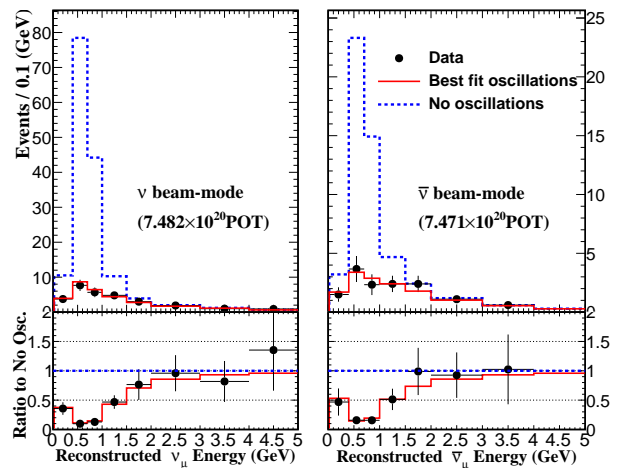 Events / 0.1 (GeV)
80
70
60
50
40
30
20
10
2
ν beam-mode
(7.482×10²⁰POT)
25
20
15
10
5
2
Data
Best fit oscillations
No oscillations
ν̅ beam-mode
(7.471×10²⁰POT)
Ratio to No Osc.
1.5
1
0.5
0
0 0.5 1 1.5 2 2.5 3 3.5 4 4.5 5
Reconstructed ν_μ Energy (GeV)
1.5
1
0.5
0
0 0.5 1 1.5 2 2.5 3 3.5 4 4.5 5
Reconstructed ν̅_μ Energy (GeV)